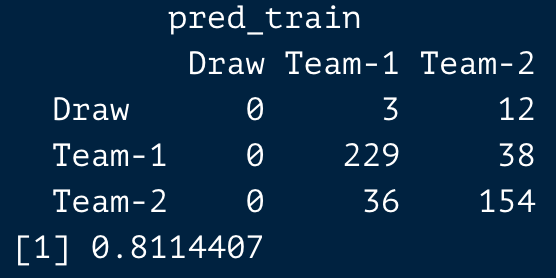 pred_train
Draw Team-1 Team-2
Draw 0 3 12
Team-1 0 229 38
Team-2 0 36 154
[1] 0.8114407